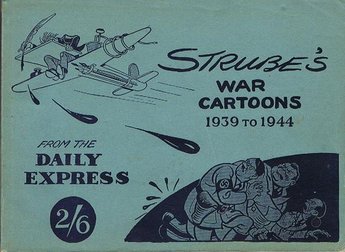 STRUBE'S
WAR
CARTOONS
1939 TO 1944
FROM THE
DAILY
EXPRESS
2/6